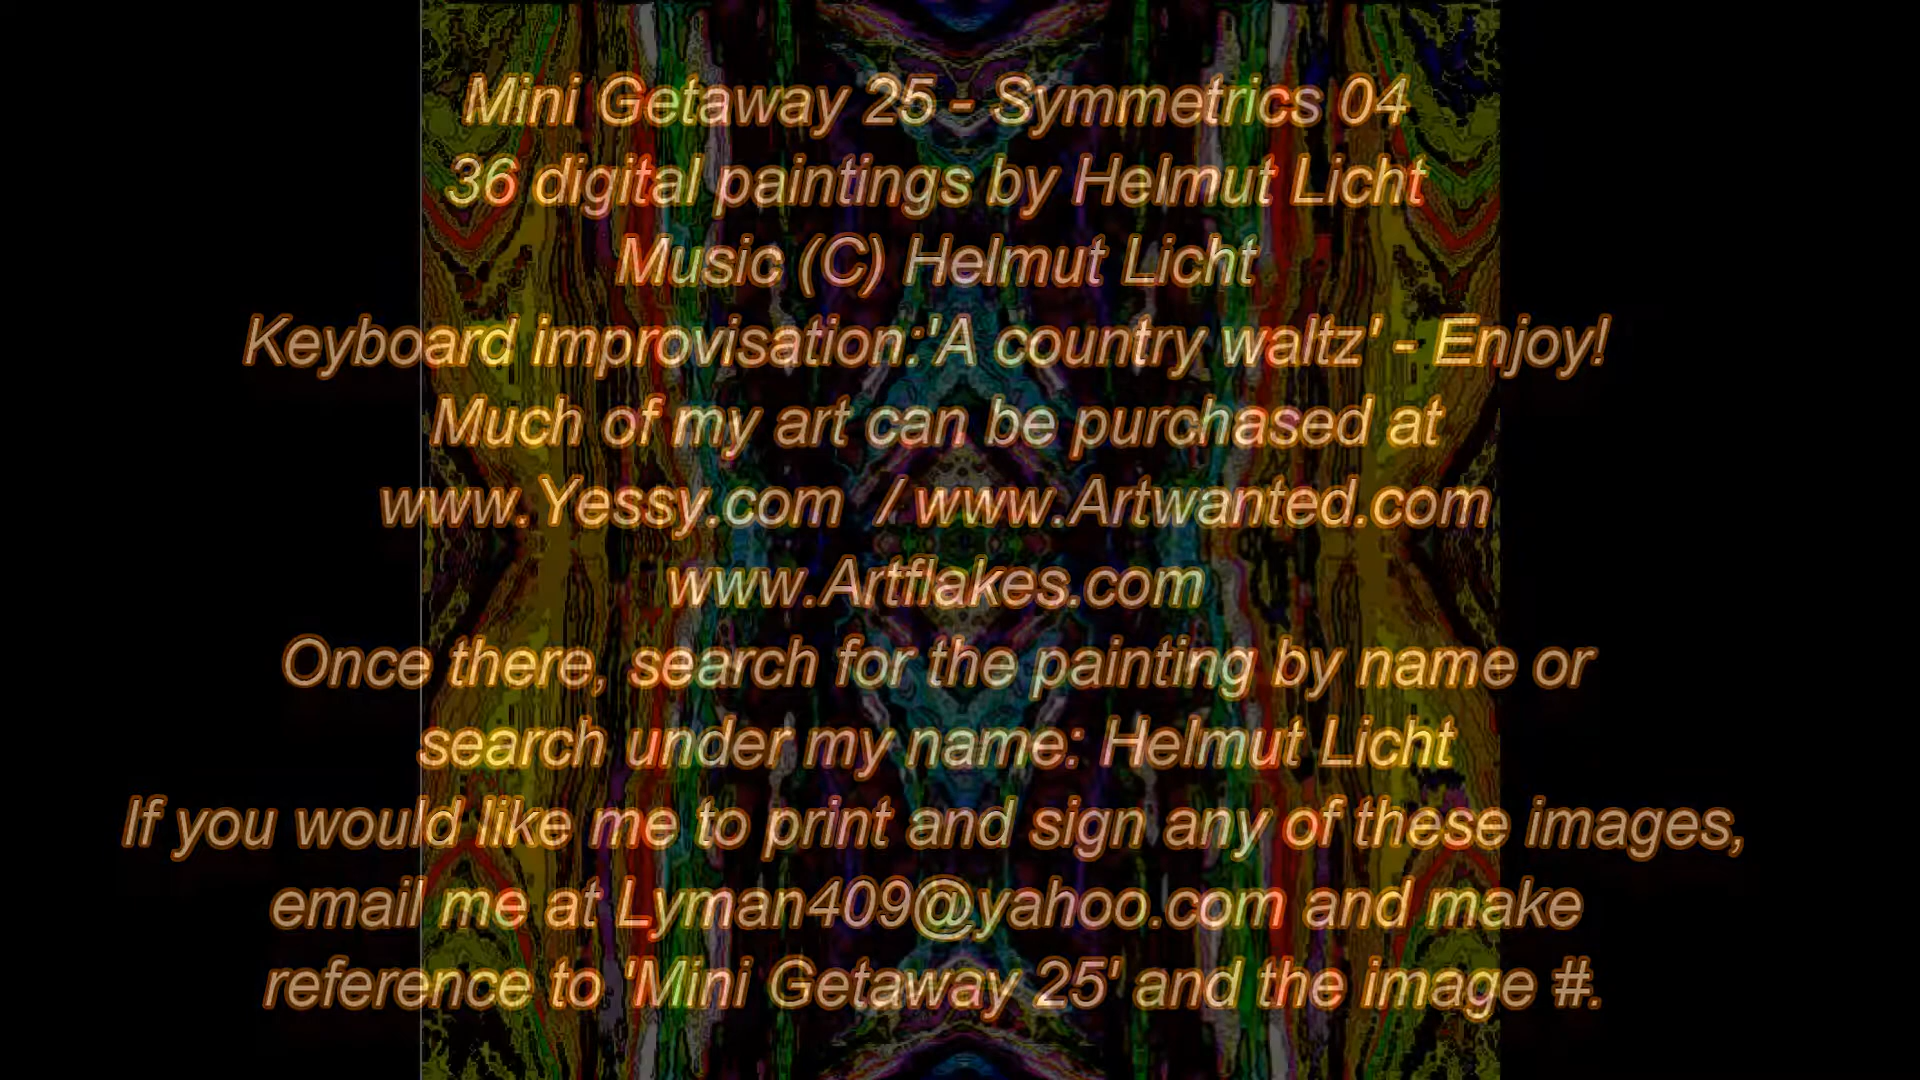 Mini Getaway 25 - Symmetrics 04
36 digital paintings by Helmut Licht
Music (C) Helmut Licht
Keyboard improvisation:'A country waltz' - Enjoy!
Much of my art can be purchased at
www.Yessy.com / www.Artwanted.com
www.Artflakes.com
Once there, search for the painting by name or
search under my name: Helmut Licht
If you would like me to print and sign any of these images,
email me at Lyman409@yahoo.com and make
reference to 'Mini Getaway 25' and the image #.